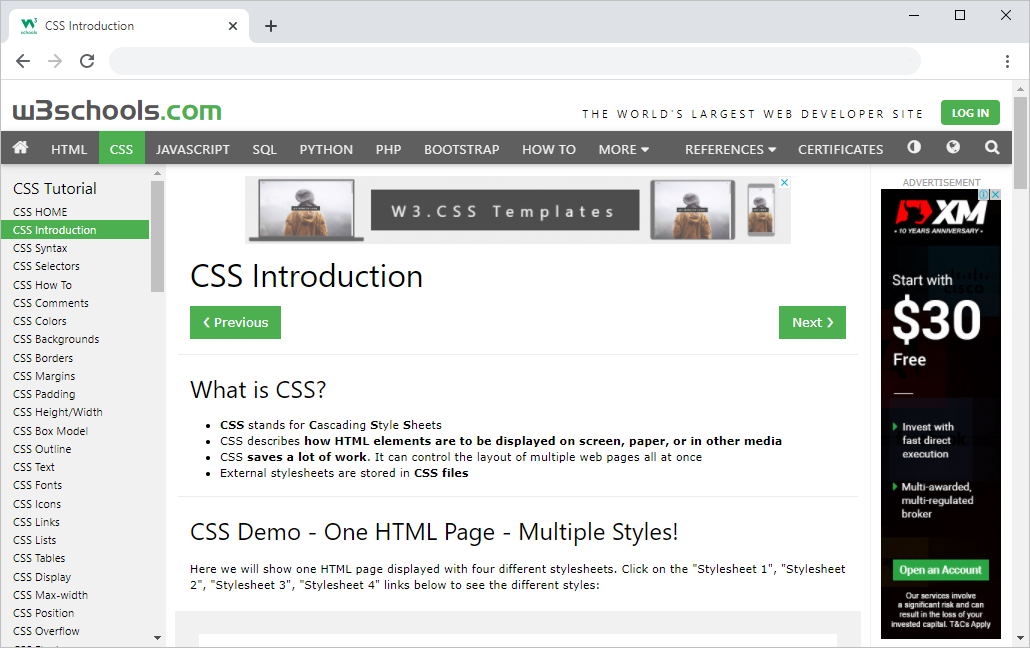 CSS Introduction
w3schools.com
THE WORLD'S LARGEST WEB DEVELOPER SITE
LOG IN
HTML CSS JAVASCRIPT SQL PYTHON PHP BOOTSTRAP HOW TO MORE REFERENCES CERTIFICATES
CSS Tutorial
CSS HOME
CSS Introduction
CSS Syntax
CSS Selectors
CSS How To
CSS Comments
CSS Colors
CSS Backgrounds
CSS Borders
CSS Margins
CSS Padding
CSS Height/Width
CSS Box Model
CSS Outline
CSS Text
CSS Fonts
CSS Icons
CSS Links
CSS Lists
CSS Tables
CSS Display
CSS Max-width
CSS Position
CSS Overflow
W3.CSS Templates
CSS Introduction
❮ Previous
Next ❯
What is CSS?
CSS stands for Cascading Style Sheets
CSS describes how HTML elements are to be displayed on screen, paper, or in other media
CSS saves a lot of work. It can control the layout of multiple web pages all at once
External stylesheets are stored in CSS files
CSS Demo - One HTML Page - Multiple Styles!
Here we will show one HTML page displayed with four different stylesheets. Click on the "Stylesheet 1", "Stylesheet
2", "Stylesheet 3", "Stylesheet 4" links below to see the different styles:
ADVERTISEMENT
XM
- 10 YEARS ANNIVERSARY -
Start with
$30
Free
Invest with
fast direct
execution
Multi-awarded,
multi-regulated
broker
Open an Account
Our services involve
a significant risk and can
result in the loss of your
invested capital. T&Cs Apply